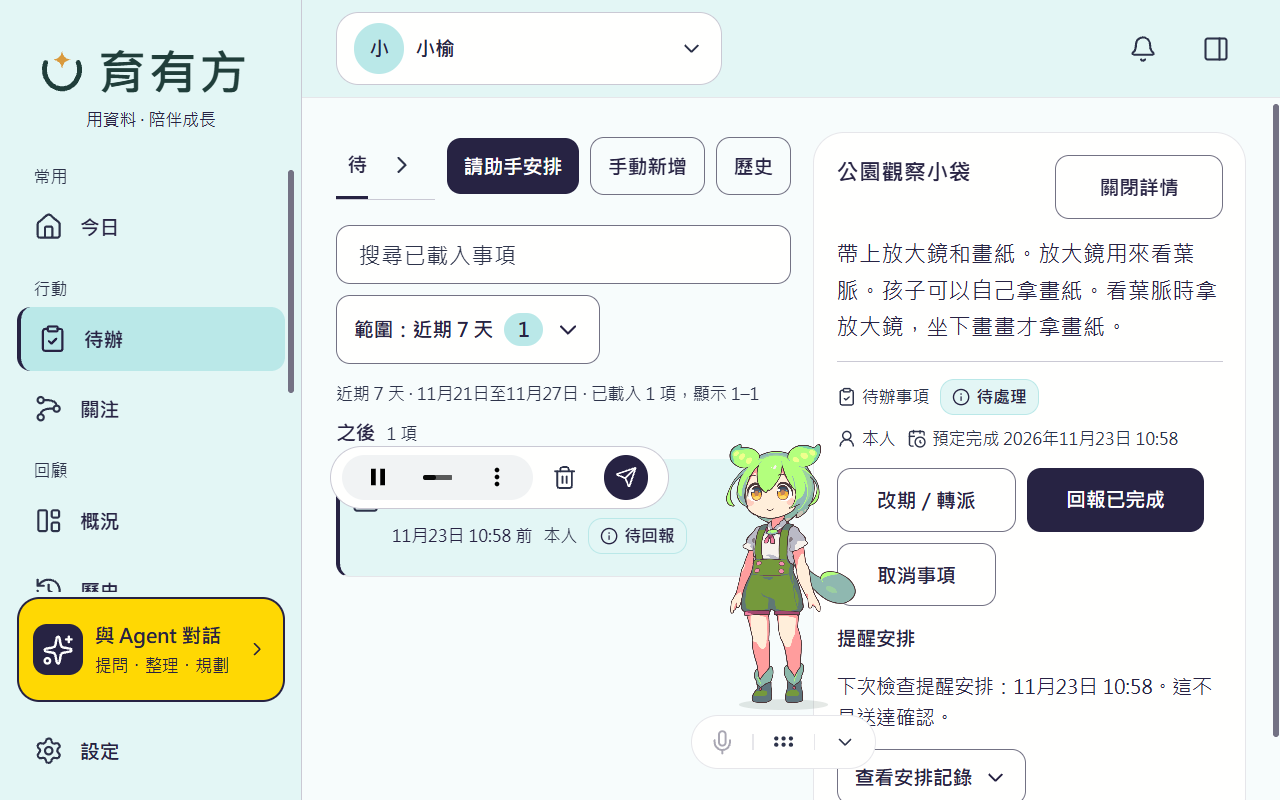 育有方
用資料 · 陪伴成長
常用
今日
行動
待辦
關注
回顧
概況
歷史
與 Agent 對話
提問 · 整理 · 規劃
設定
小 小榆
待
請助手安排
手動新增
歷史
搜尋已載入事項
範圍：近期 7 天 1
近期 7 天 · 11月21日至11月27日 · 已載入 1 項，顯示 1–1
之後 1 項
11月23日 10:58 前 本人 待回報
公園觀察小袋
關閉詳情
帶上放大鏡和畫紙。放大鏡用來看葉
脈。孩子可以自己拿畫紙。看葉脈時拿
放大鏡，坐下畫畫才拿畫紙。
待辦事項 待處理
本人 預定完成 2026年11月23日 10:58
改期 / 轉派
回報已完成
取消事項
提醒安排
下次檢查提醒安排：11月23日 10:58。這不
是送達確認。
查看安排記錄